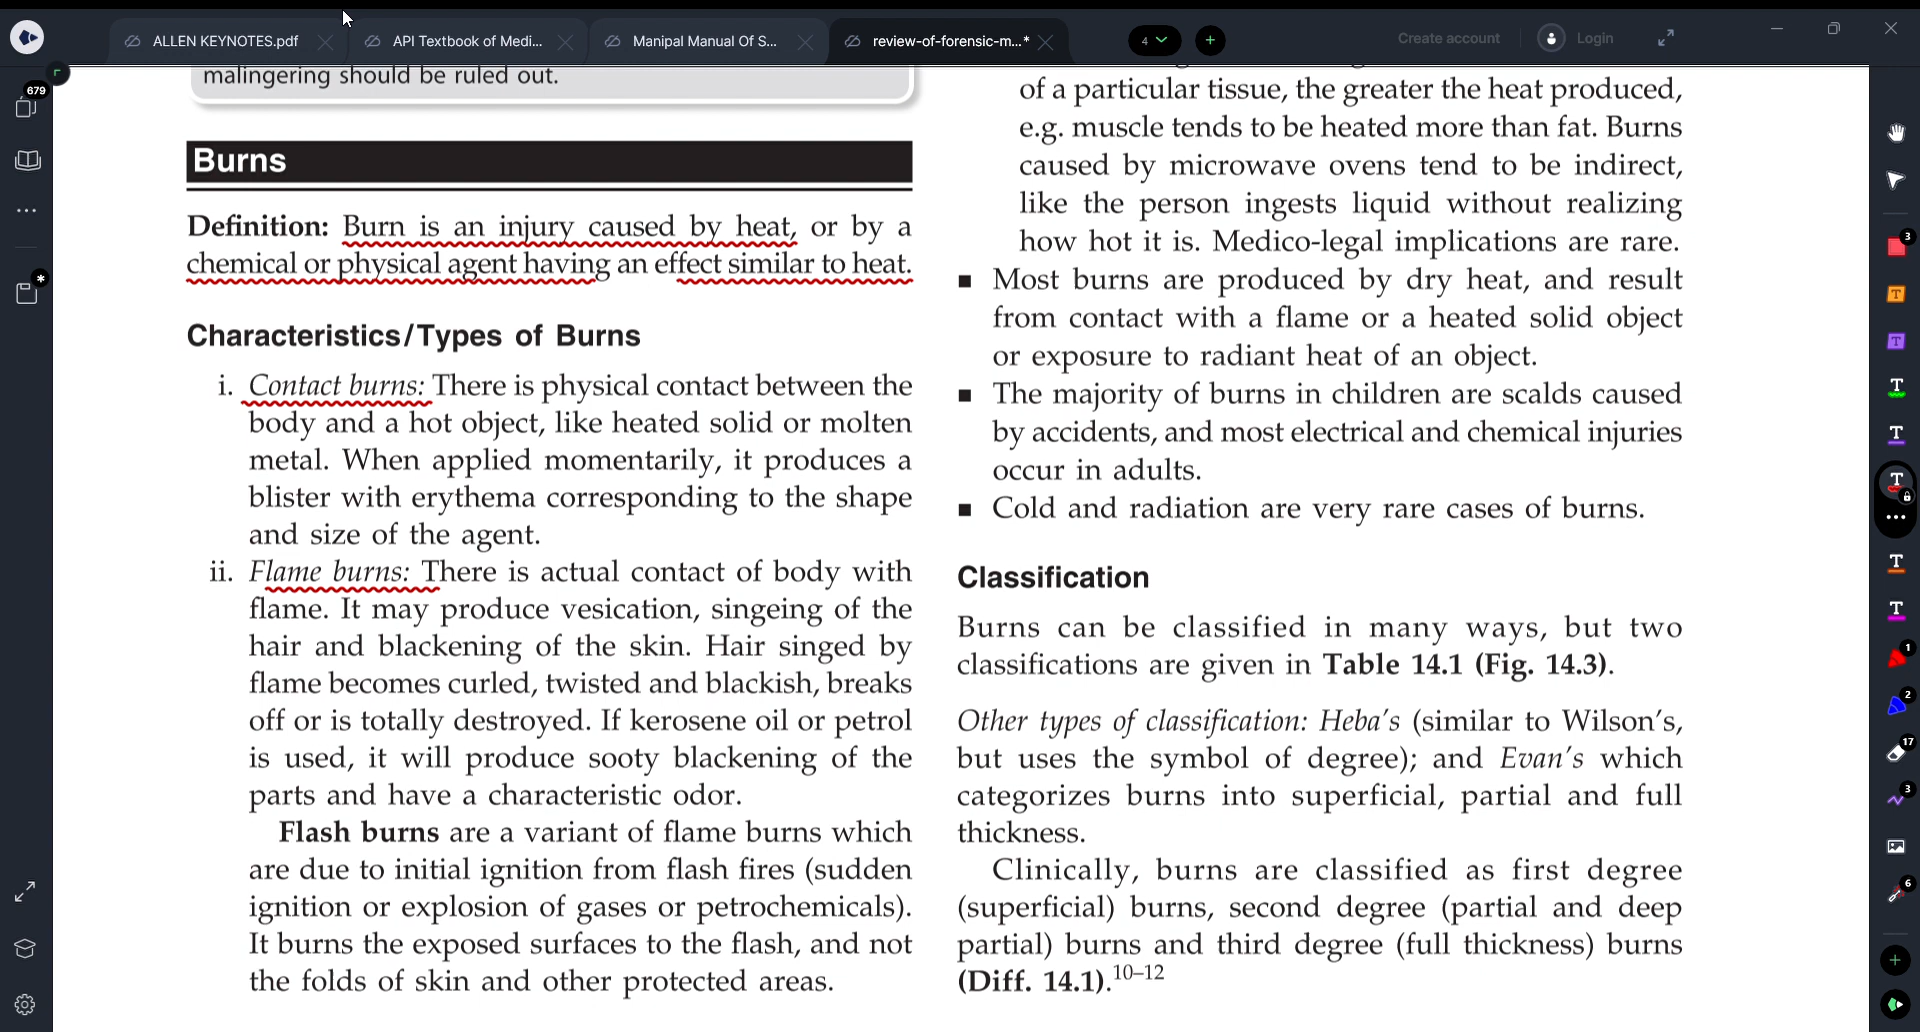 ALLEN KEYNOTES.pdf
API Textbook of Medi...
Manipal Manual Of S...
review-of-forensic-m...*
4
Create account
Login
679
malingering should be ruled out.
Burns
Definition: Burn is an injury caused by heat, or by a
chemical or physical agent having an effect similar to heat.
Characteristics/Types of Burns
i. Contact burns: There is physical contact between the
body and a hot object, like heated solid or molten
metal. When applied momentarily, it produces a
blister with erythema corresponding to the shape
and size of the agent.
ii. Flame burns: There is actual contact of body with
flame. It may produce vesication, singeing of the
hair and blackening of the skin. Hair singed by
flame becomes curled, twisted and blackish, breaks
off or is totally destroyed. If kerosene oil or petrol
is used, it will produce sooty blackening of the
parts and have a characteristic odor.
Flash burns are a variant of flame burns which
are due to initial ignition from flash fires (sudden
ignition or explosion of gases or petrochemicals).
It burns the exposed surfaces to the flash, and not
the folds of skin and other protected areas.
of a particular tissue, the greater the heat produced,
e.g. muscle tends to be heated more than fat. Burns
caused by microwave ovens tend to be indirect,
like the person ingests liquid without realizing
how hot it is. Medico-legal implications are rare.
■ Most burns are produced by dry heat, and result
from contact with a flame or a heated solid object
or exposure to radiant heat of an object.
■ The majority of burns in children are scalds caused
by accidents, and most electrical and chemical injuries
occur in adults.
■ Cold and radiation are very rare cases of burns.
Classification
Burns can be classified in many ways, but two
classifications are given in Table 14.1 (Fig. 14.3).
Other types of classification: Heba's (similar to Wilson's,
but uses the symbol of degree); and Evan's which
categorizes burns into superficial, partial and full
thickness.
Clinically, burns are classified as first degree
(superficial) burns, second degree (partial and deep
partial) burns and third degree (full thickness) burns
(Diff. 14.1).10–12
3
T
T
T
T
T
T
T
1
2
17
3
6